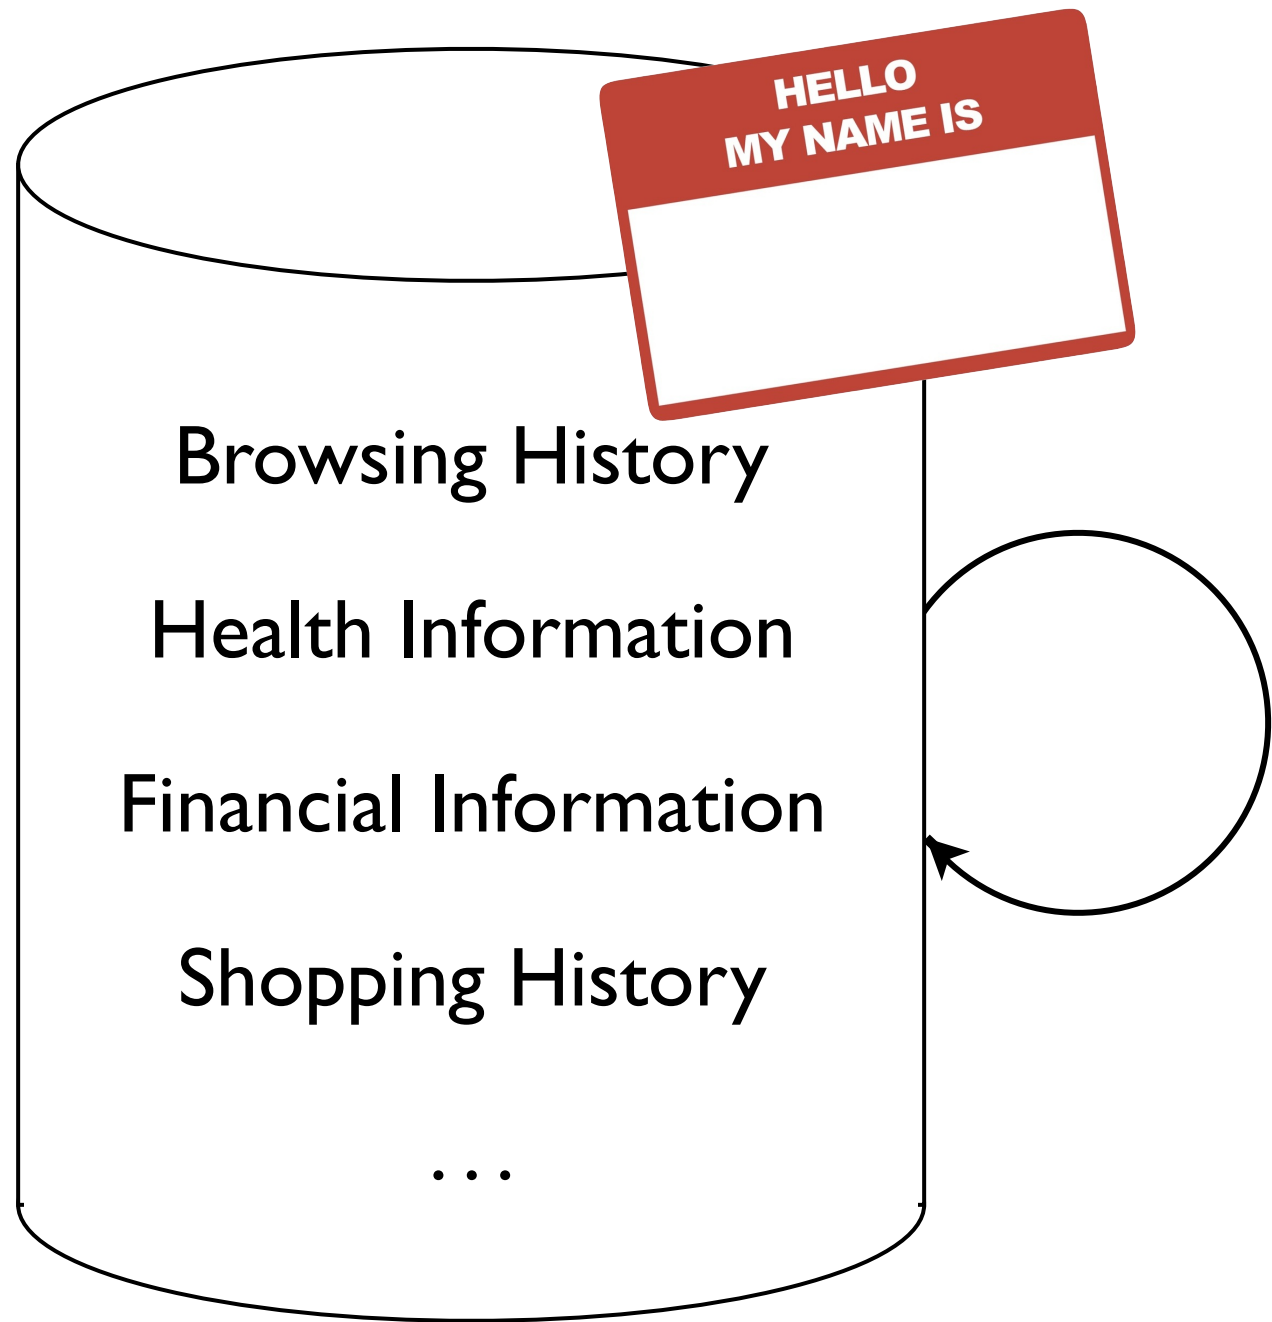 HELLO
MY NAME IS
Browsing History
Health Information
Financial Information
Shopping History
...